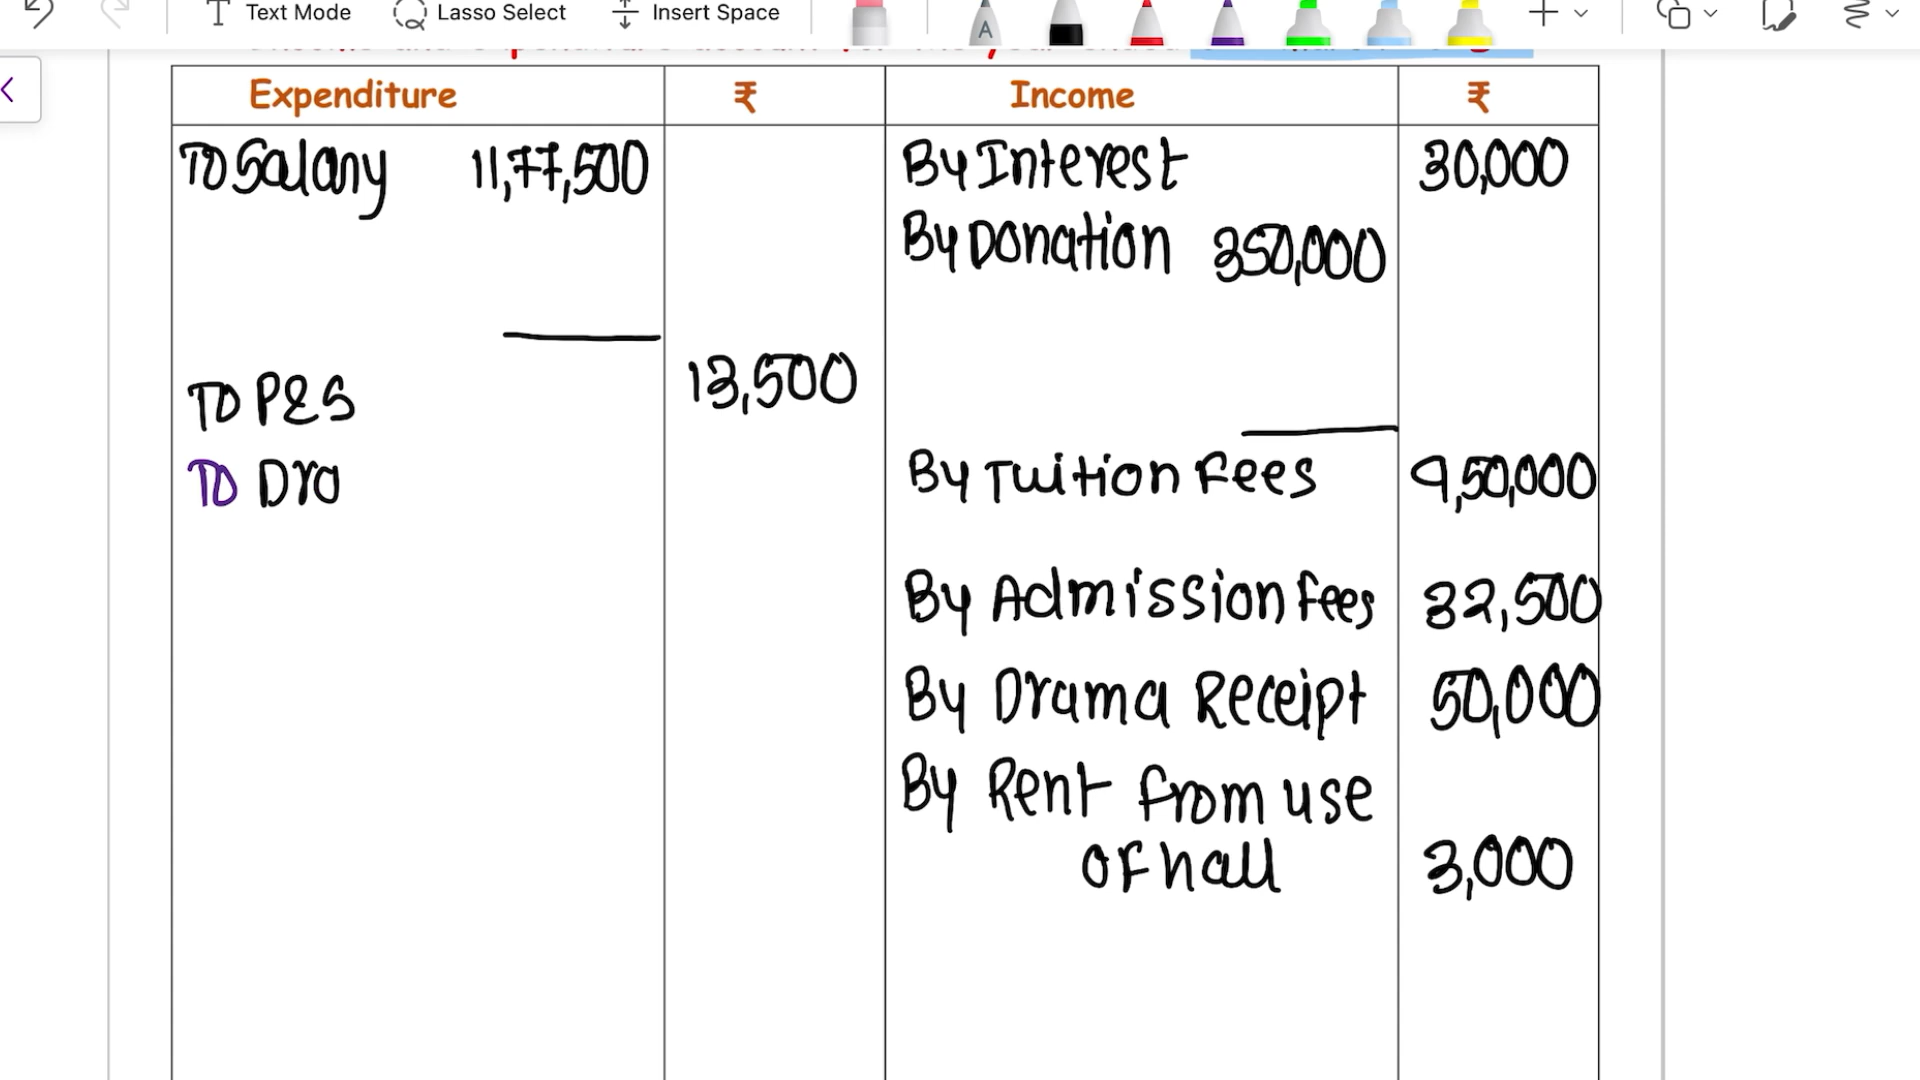 Text Mode Lasso Select Insert Space
Expenditure ₹ Income ₹
To Salary 11,77,500 By Interest 30,000
By Donation 350,000
To P&S 13,500
To Dra By Tuition Fees 9,50,000
By Admission fees 32,500
By Drama Receipt 50,000
By Rent from use
of hall 3,000